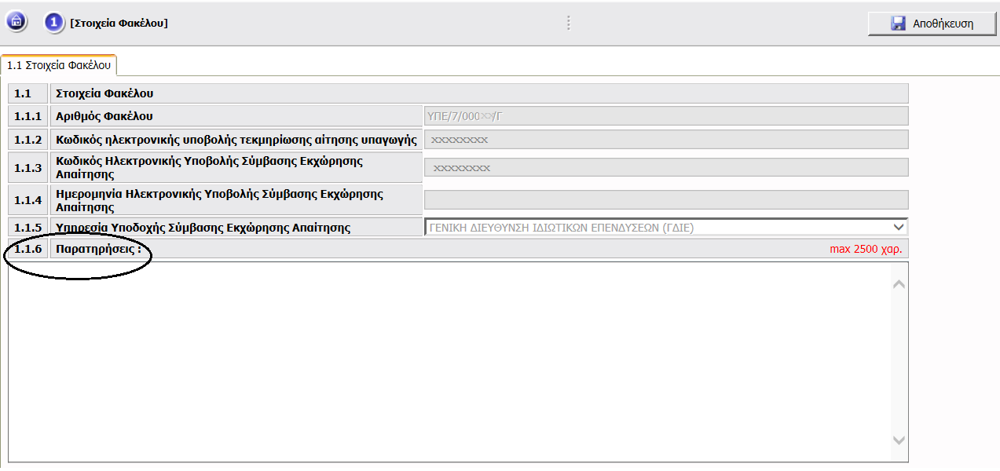 1 [Στοιχεία Φακέλου] Αποθήκευση
1.1 Στοιχεία Φακέλου
1.1 Στοιχεία Φακέλου
1.1.1 Αριθμός Φακέλου ΥΠΕ/7/000xx/Γ
1.1.2 Κωδικός ηλεκτρονικής υποβολής τεκμηρίωσης αίτησης υπαγωγής xxxxxxxx
1.1.3 Κωδικός Ηλεκτρονικής Υποβολής Σύμβασης Εκχώρησης
Απαίτησης xxxxxxxx
1.1.4 Ημερομηνία Ηλεκτρονικής Υποβολής Σύμβασης Εκχώρησης
Απαίτησης
1.1.5 Υπηρεσία Υποδοχής Σύμβασης Εκχώρησης Απαίτησης ΓΕΝΙΚΗ ΔΙΕΥΘΥΝΣΗ ΙΔΙΩΤΙΚΩΝ ΕΠΕΝΔΥΣΕΩΝ (ΓΔΙΕ)
1.1.6 Παρατηρήσεις : max 2500 χαρ.